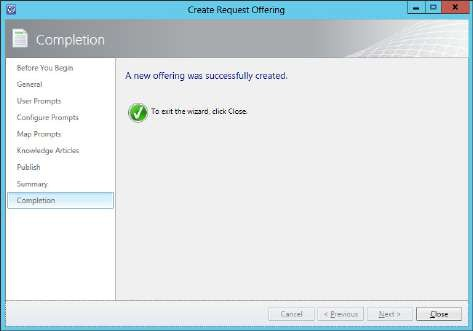 Create Request Offering
Completion
Before You Begin
General
User Prompts
Configure Prompts
Map Prompts
Knowledge Articles
Publish
Summary
Completion
A new offering was successfully created.
To exit the wizard, click Close.
Cancel
< Previous
Next >
Close